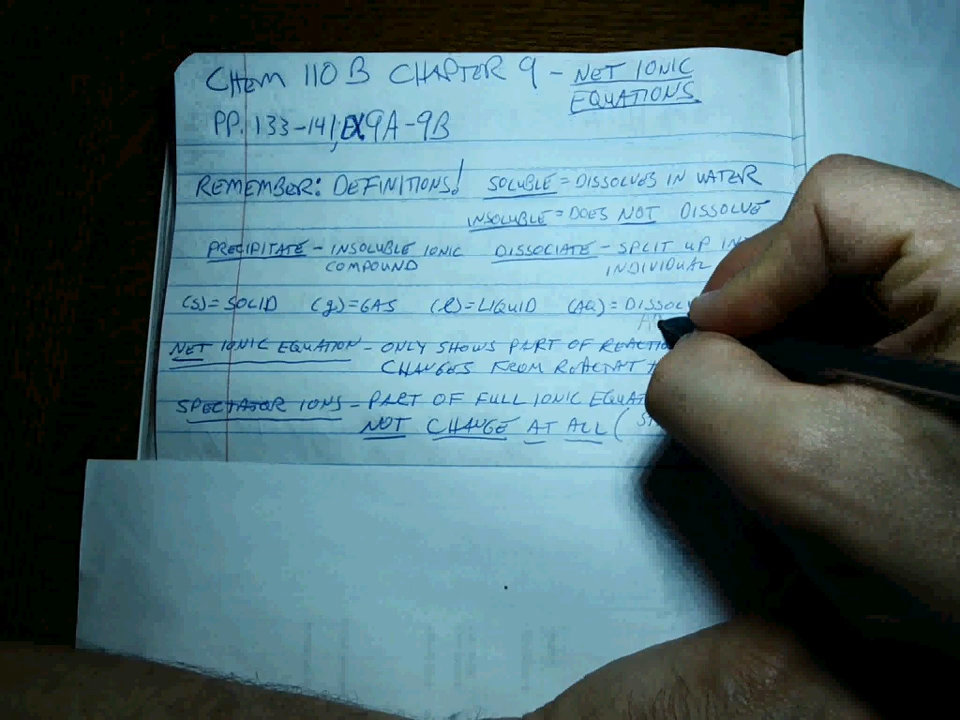 CHEM 110B CHAPTER 9 - NET IONIC
EQUATIONS
PP. 133-141; EX 9A-9B
REMEMBER: DEFINITIONS! SOLUBLE = DISSOLVES IN WATER
INSOLUBLE = DOES NOT DISSOLVE
PRECIPITATE - INSOLUBLE IONIC DISSOCIATE - SPLIT UP
COMPOUND INDIVIDUAL
(s) = SOLID (g) = GAS (l) = LIQUID (AQ) =
NET IONIC EQUATION - ONLY SHOWS PART OF
CHANGES FROM REACTAT
SPECTATOR IONS - PART OF FULL IONIC
NOT CHANGE AT ALL (